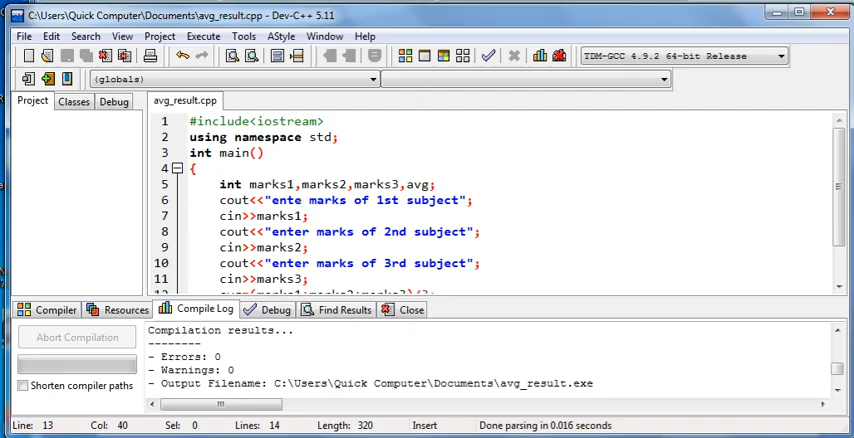 C:\Users\Quick Computer\Documents\avg_result.cpp - Dev-C++ 5.11
File Edit Search View Project Execute Tools AStyle Window Help
TDM-GCC 4.9.2 64-bit Release
(globals)
Project Classes Debug
avg_result.cpp
1 #include<iostream>
2 using namespace std;
3 int main()
4 {
5 int marks1,marks2,marks3,avg;
6 cout<<"ente marks of 1st subject";
7 cin>>marks1;
8 cout<<"enter marks of 2nd subject";
9 cin>>marks2;
10 cout<<"enter marks of 3rd subject";
11 cin>>marks3;
Compiler Resources Compile Log Debug Find Results Close
Abort Compilation
Shorten compiler paths
Compilation results...
--------
- Errors: 0
- Warnings: 0
- Output Filename: C:\Users\Quick Computer\Documents\avg_result.exe
Line: 13 Col: 40 Sel: 0 Lines: 14 Length: 320 Insert Done parsing in 0.016 seconds